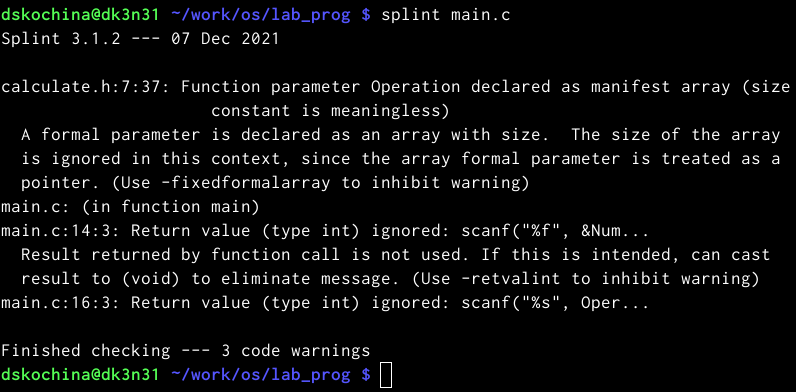 dskochina@dk3n31 ~/work/os/lab_prog $ splint main.c
Splint 3.1.2 --- 07 Dec 2021
calculate.h:7:37: Function parameter Operation declared as manifest array (size
constant is meaningless)
A formal parameter is declared as an array with size.  The size of the array
is ignored in this context, since the array formal parameter is treated as a
pointer. (Use -fixedformalarray to inhibit warning)
main.c: (in function main)
main.c:14:3: Return value (type int) ignored: scanf("%f", &Num...
Result returned by function call is not used. If this is intended, can cast
result to (void) to eliminate message. (Use -retvalint to inhibit warning)
main.c:16:3: Return value (type int) ignored: scanf("%s", Oper...
Finished checking --- 3 code warnings
dskochina@dk3n31 ~/work/os/lab_prog $